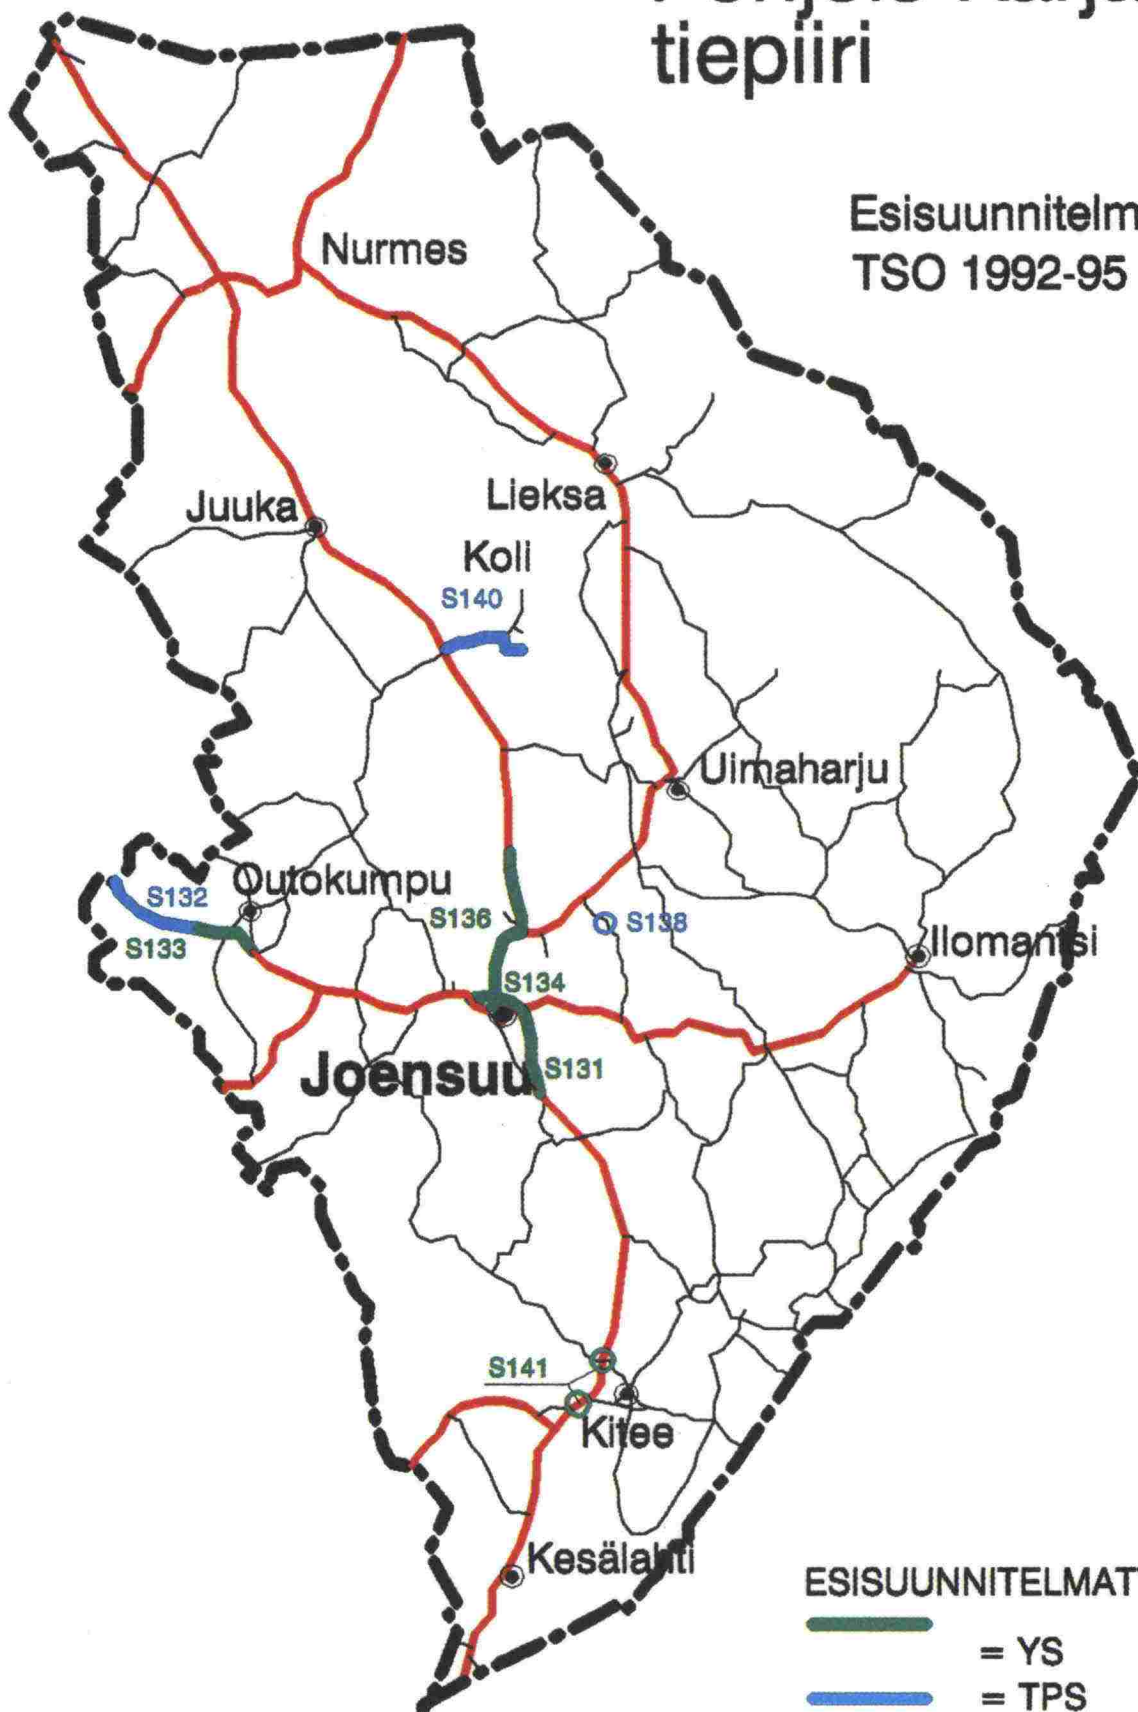 tiepiiri
Esisuunnitelm
TSO 1992-95
Nurmes
Lieksa
Juuka
Koli
S140
Uimaharju
Outokumpu
S132
S136
S138
S133
Ilomantsi
S134
Joensuu
S131
S141
Kitee
Kesälahti
ESISUUNNITELMAT
= YS
= TPS